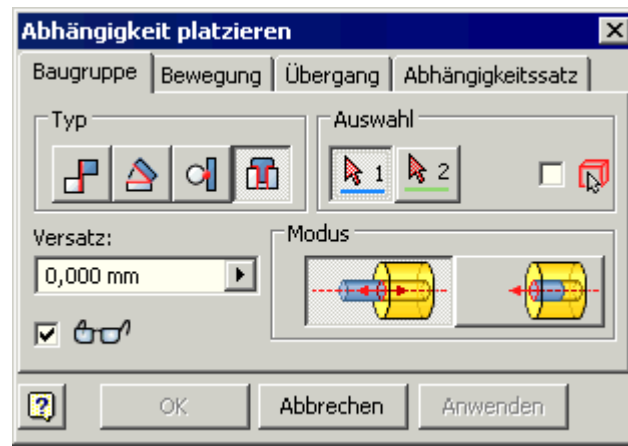 Abhängigkeit platzieren
Baugruppe Bewegung Übergang Abhängigkeitssatz
Typ Auswahl
1 2
Versatz: Modus
0,000 mm
OK Abbrechen Anwenden